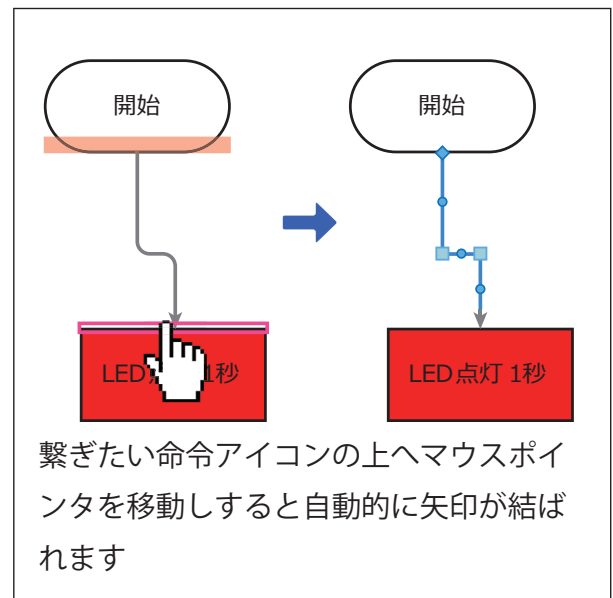 開始
開始
LED 1秒
LED点灯 1秒
繋ぎたい命令アイコンの上へマウスポイ
ンタを移動しすると自動的に矢印が結ば
れます